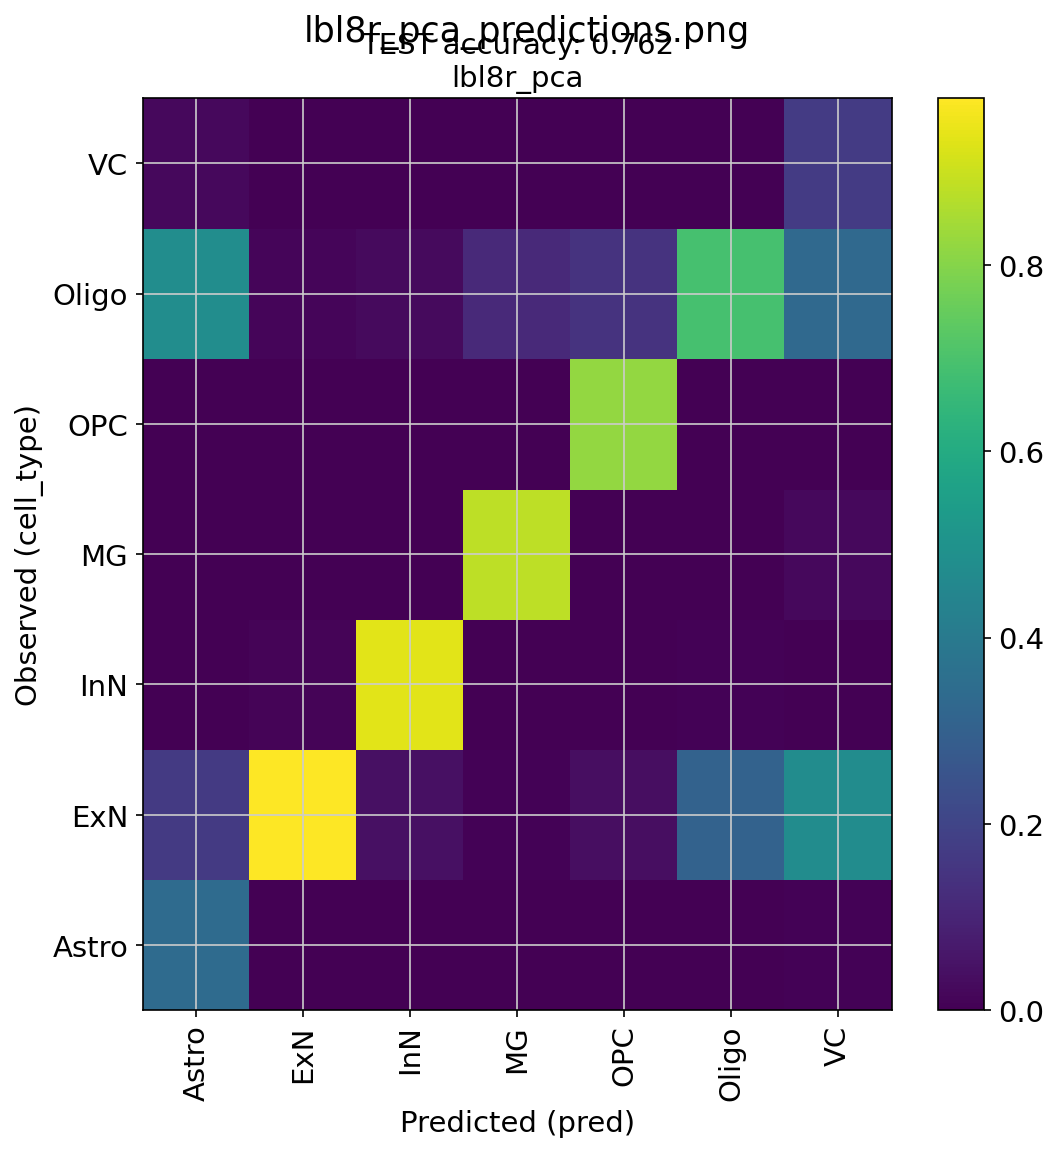 lbl8r_pca_predictions.png
TEST accuracy: 0.762
lbl8r_pca
VC
Oligo
OPC
MG
InN
ExN
Astro
Observed (cell_type)
Astro
ExN
InN
MG
OPC
Oligo
VC
Predicted (pred)
0.8
0.6
0.4
0.2
0.0